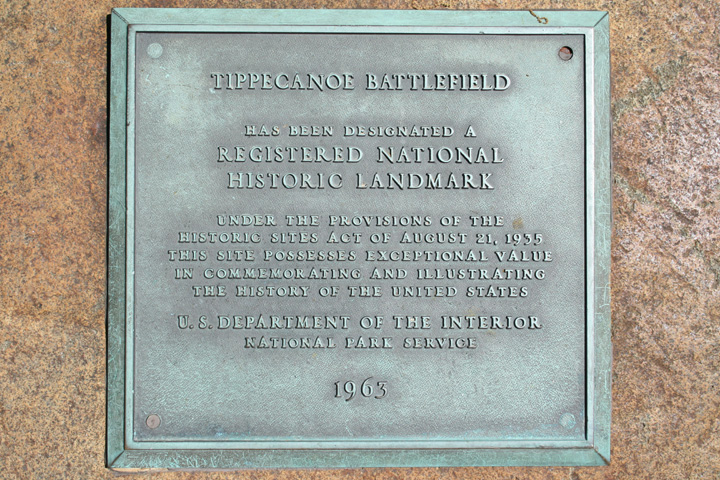 TIPPECANOE BATTLEFIELD
HAS BEEN DESIGNATED A
REGISTERED NATIONAL
HISTORIC LANDMARK
UNDER THE PROVISIONS OF THE
HISTORIC SITES ACT OF AUGUST 21, 1935
THIS SITE POSSESSES EXCEPTIONAL VALUE
IN COMMEMORATING AND ILLUSTRATING
THE HISTORY OF THE UNITED STATES
U. S. DEPARTMENT OF THE INTERIOR
NATIONAL PARK SERVICE
1963